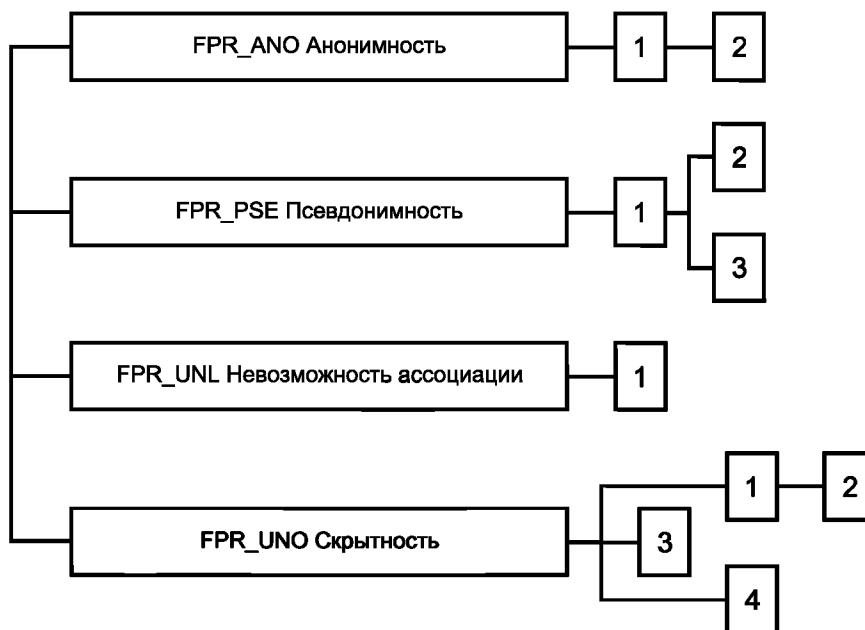 FPR_ANO Анонимность 1 2
2
FPR_PSE Псевдонимность 1
3
FPR_UNL Невозможность ассоциации 1
1 2
FPR_UNO Скрытность 3
4